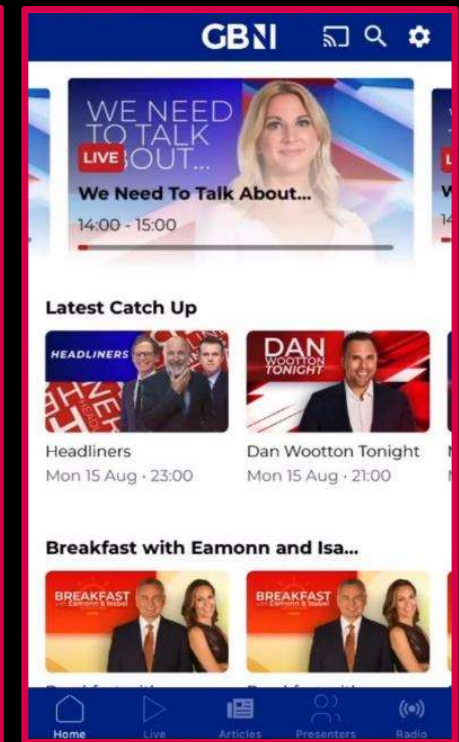 GBN
WE NEED
TO TALK
LIVE
OUT...
We Need To Talk About...
14:00 - 15:00
Latest Catch Up
HEADLINERS
DAN
WOOTTON
TONIGHT
Headliners
Dan Wootton Tonight
Mon 15 Aug · 23:00
Mon 15 Aug · 21:00
Breakfast with Eamonn and Isa...
BREAKFAST
with Eamonn & Isabel
BREAKFAST
with Eamonn & Isabel
Home
Live
Articles
Presenters
Radio